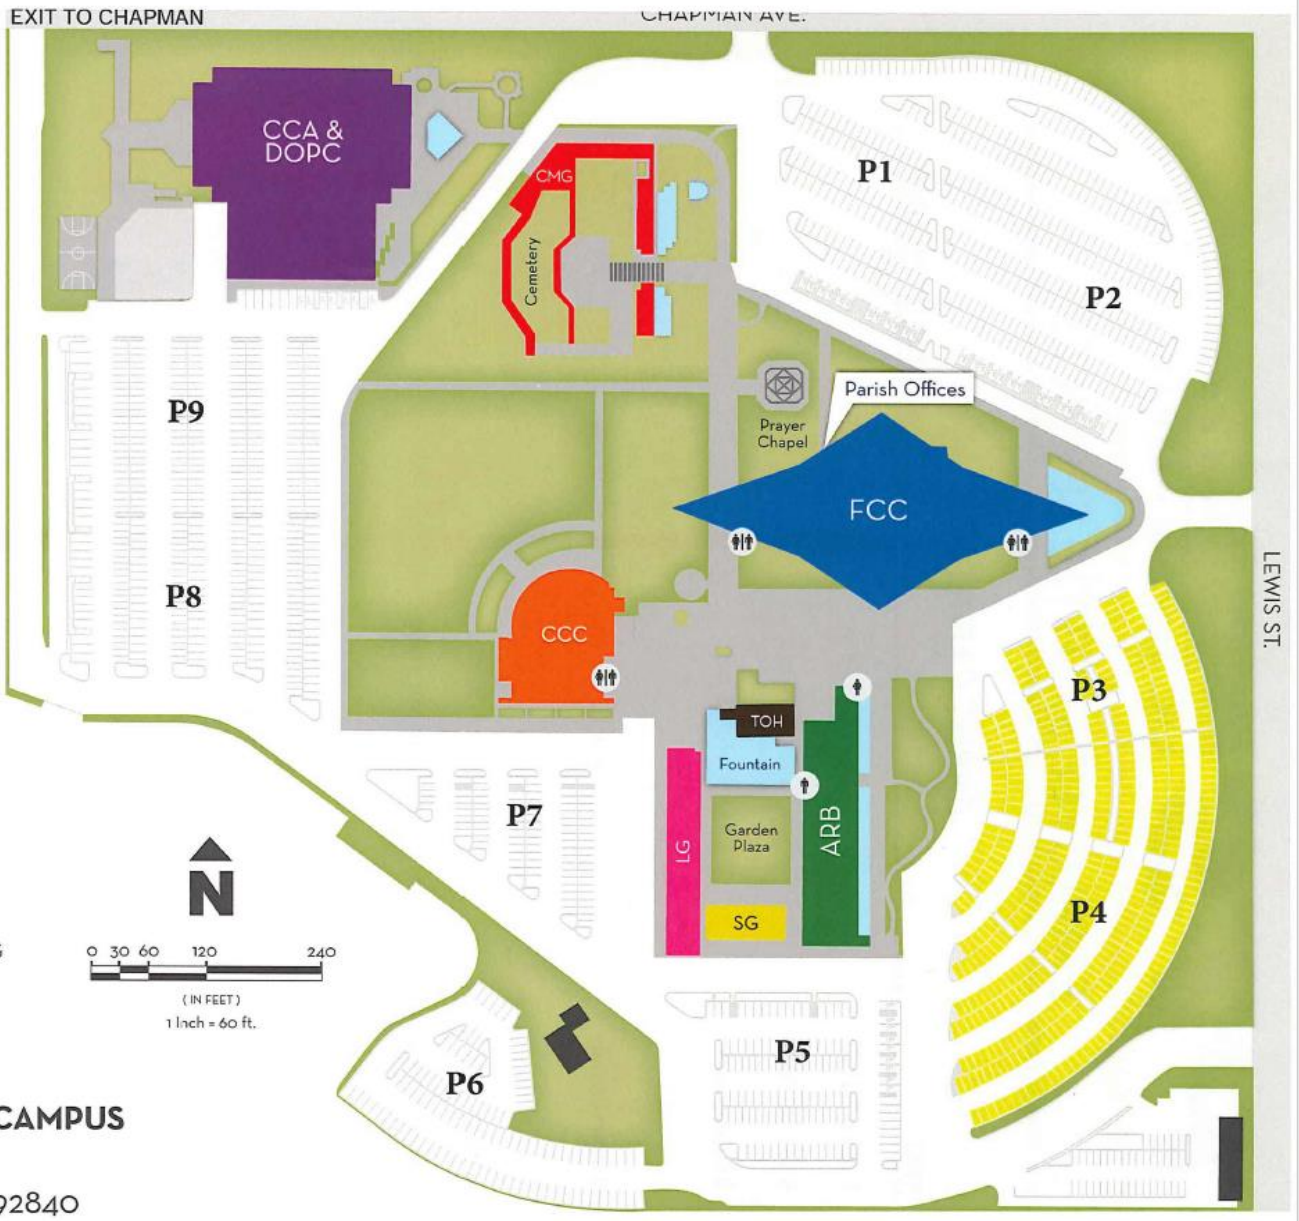 EXIT TO CHAPMAN
CHAPMAN AVE.
CCA &
DOPC
CMG
Cemetery
P1
P2
P9
Parish Offices
Prayer
Chapel
FCC
P8
CCC
LEWIS ST.
P3
TOH
Fountain
P7
LG
Garden
Plaza
ARB
SG
P4
N
0 30 60 120 240
( IN FEET )
1 Inch = 60 ft.
P5
P6
CAMPUS
92840